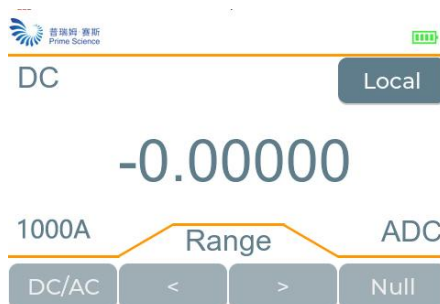 普瑞姆·赛斯
Prime Science
DC
Local
-0.00000
1000A
Range
ADC
DC/AC
<
>
Null